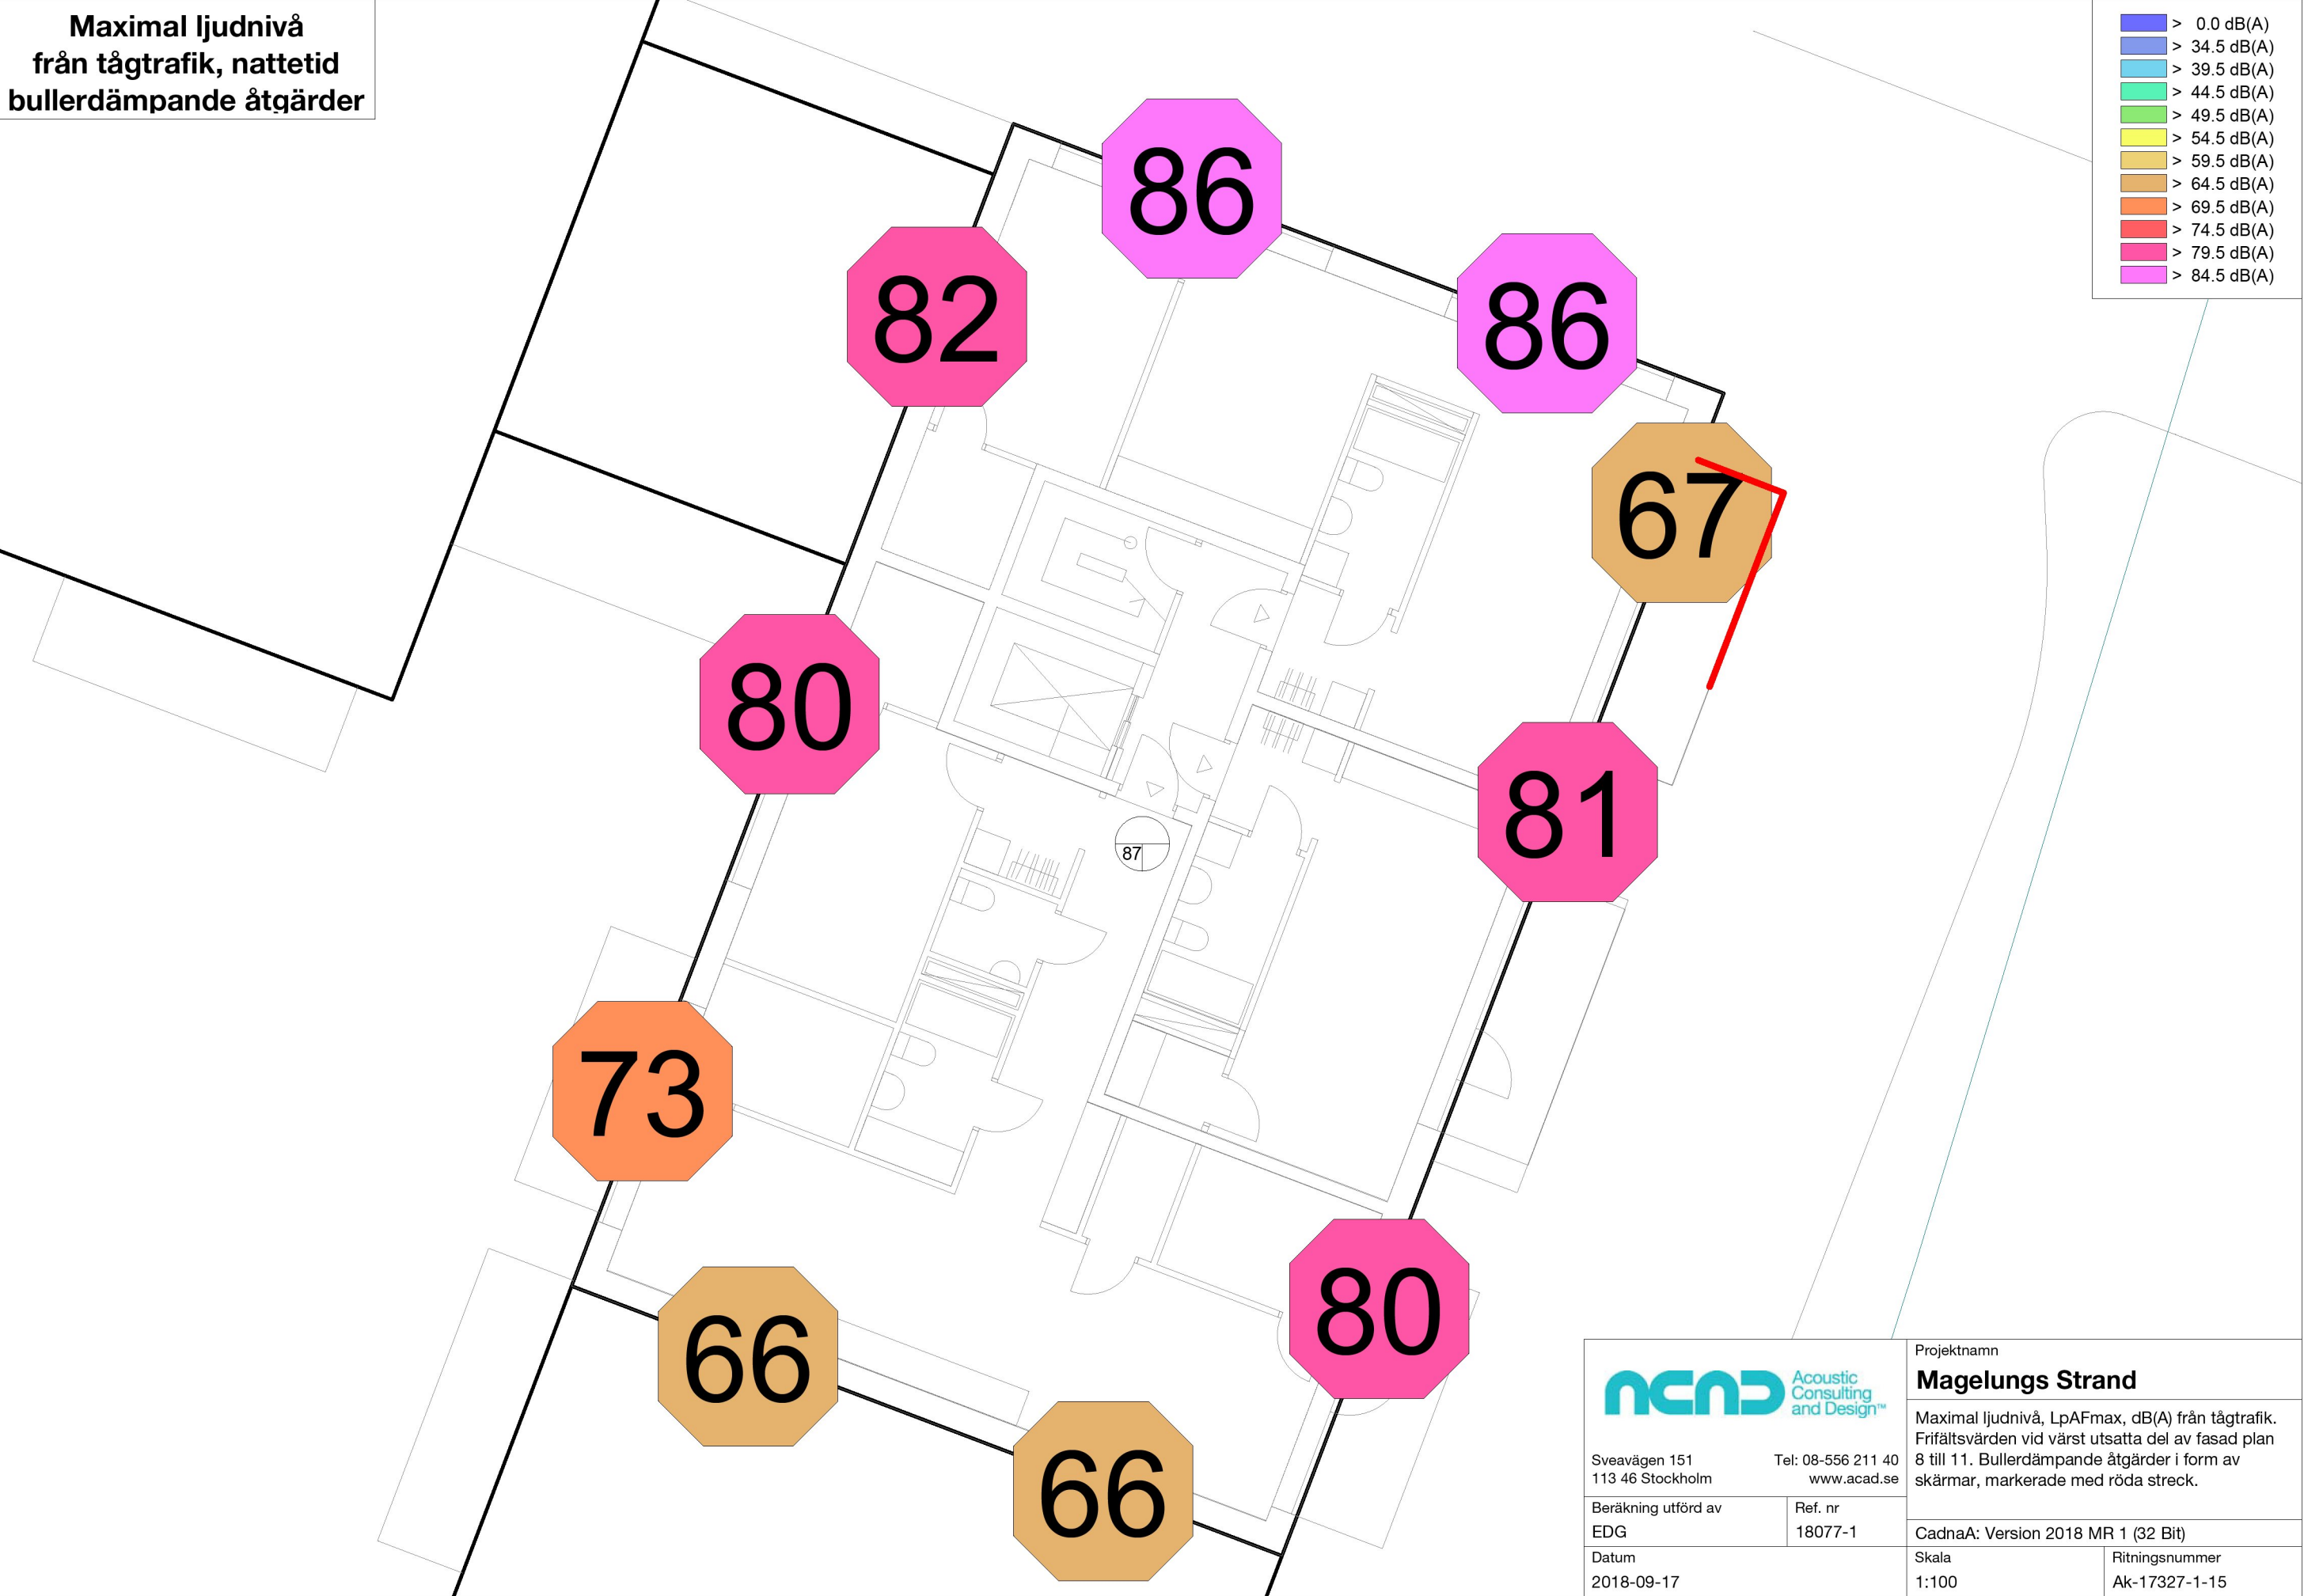 Maximal ljudnivå
från tågtrafik, nattetid
bullerdämpande åtgärder
> 0.0 dB(A)
> 34.5 dB(A)
> 39.5 dB(A)
> 44.5 dB(A)
> 49.5 dB(A)
> 54.5 dB(A)
> 59.5 dB(A)
> 64.5 dB(A)
> 69.5 dB(A)
> 74.5 dB(A)
> 79.5 dB(A)
> 84.5 dB(A)
86
82
86
67
80
81
87
73
80
66
66
acad Acoustic
Consulting
and Design™
Sveavägen 151 Tel: 08-556 211 40
113 46 Stockholm www.acad.se
Beräkning utförd av Ref. nr
EDG 18077-1
Datum
2018-09-17
Projektnamn
Magelungs Strand
Maximal ljudnivå, LpAFmax, dB(A) från tågtrafik.
Frifältsvärden vid värst utsatta del av fasad plan
8 till 11. Bullerdämpande åtgärder i form av
skärmar, markerade med röda streck.
CadnaA: Version 2018 MR 1 (32 Bit)
Skala Ritningsnummer
1:100 Ak-17327-1-15